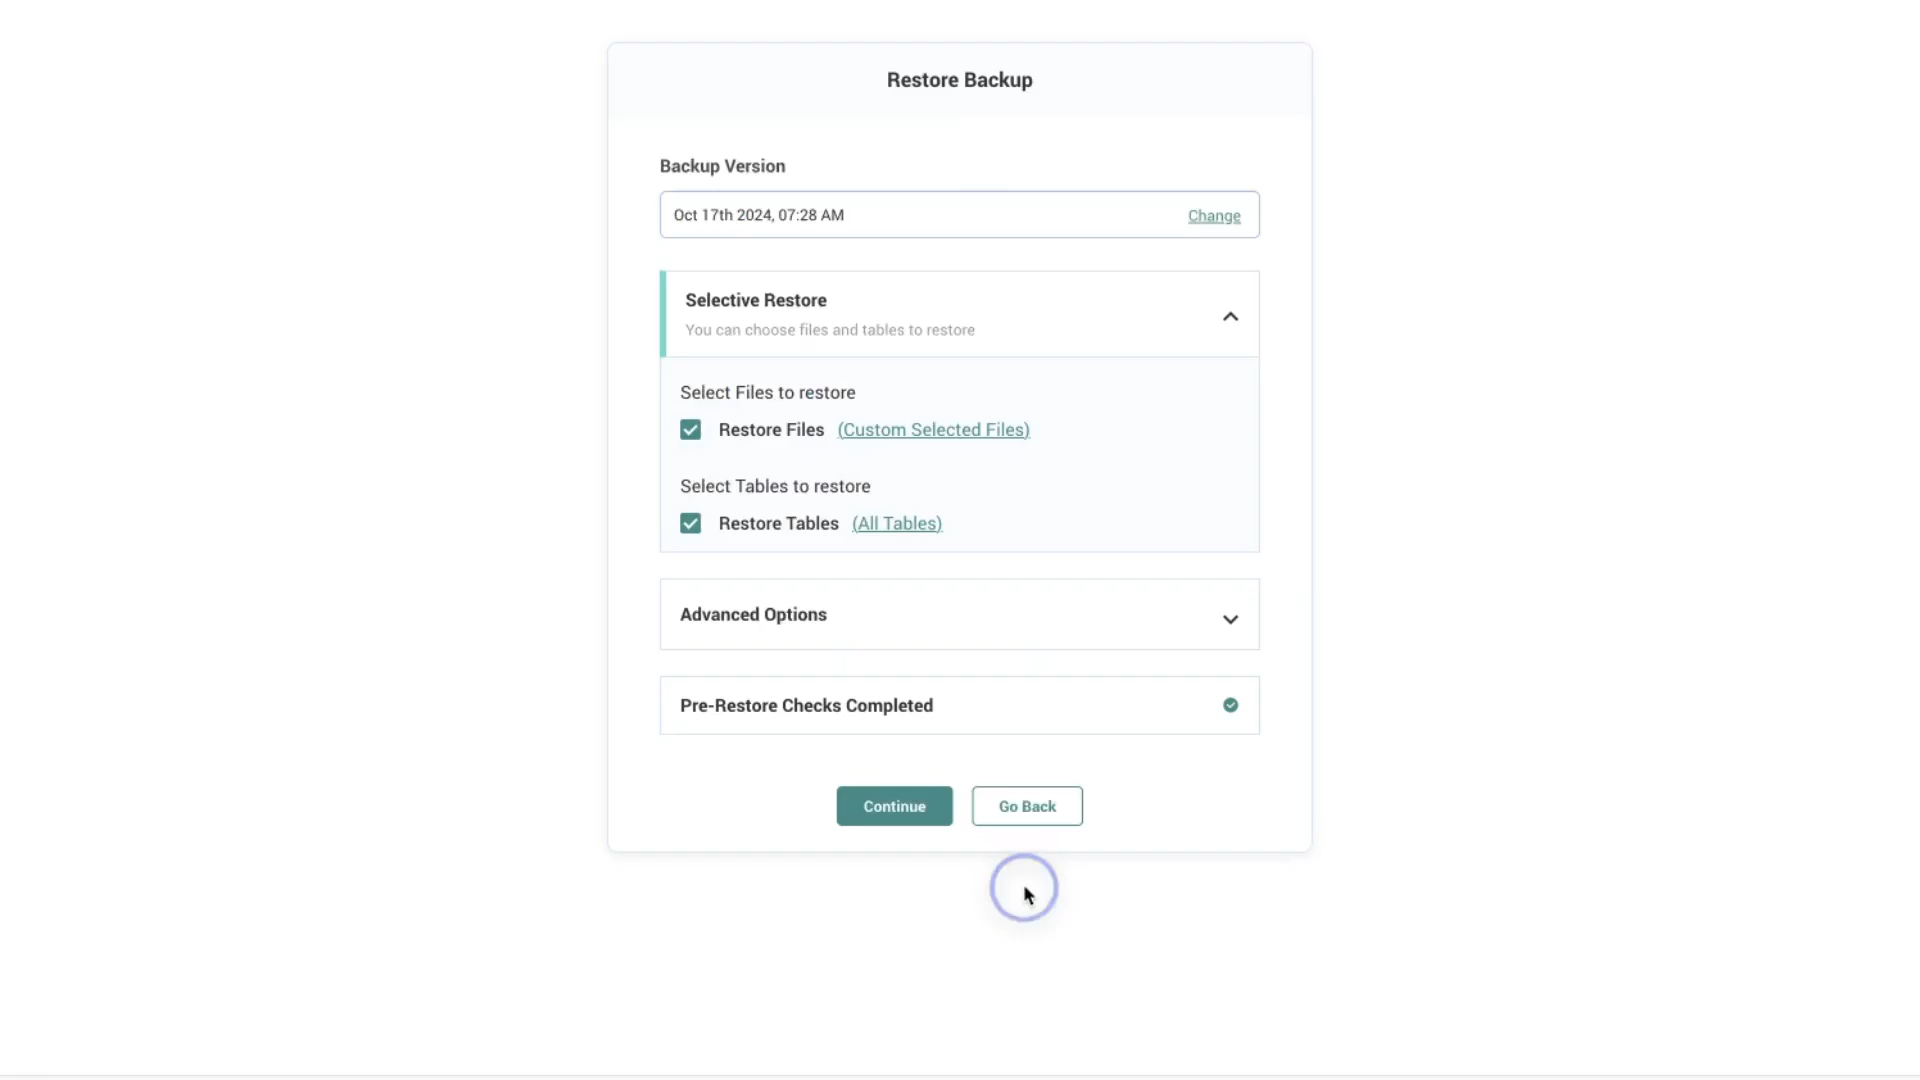 Restore Backup
Backup Version
Oct 17th 2024, 07:28 AM
Change
Selective Restore
You can choose files and tables to restore
Select Files to restore
Restore Files (Custom Selected Files)
Select Tables to restore
Restore Tables (All Tables)
Advanced Options
Pre-Restore Checks Completed
Continue
Go Back